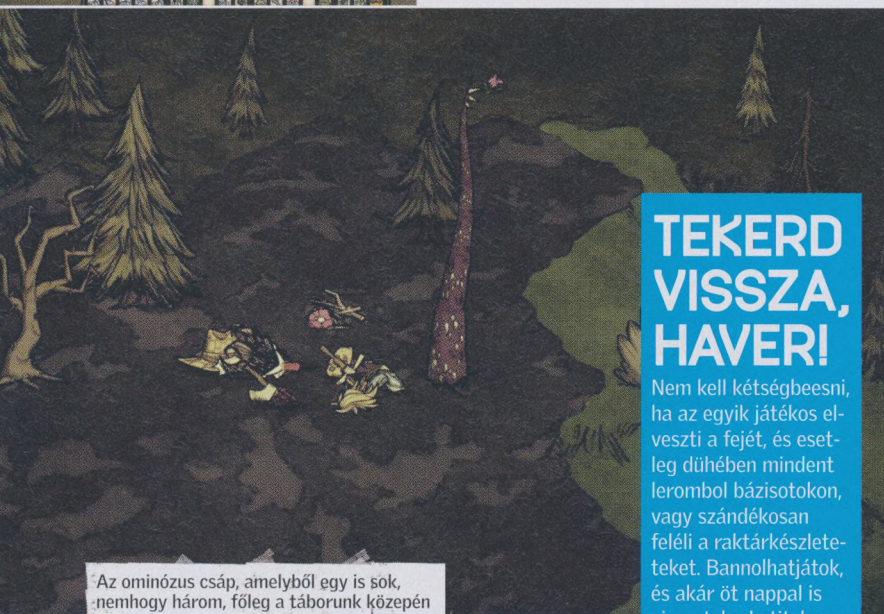 TEKERD
VISSZA,
HAVER!
Nem kell kétségbeesni,
ha az egyik játékos el-
veszti a fejét, és eset-
leg dühében mindent
lerombol bázisotokon,
vagy szándékosan
feléli a raktárkészlete-
teket. Bannolhatjátok,
és akár öt nappal is
Az ominózus csáp, amelyből egy is sok,
nemhogy három, főleg a táborunk közepén